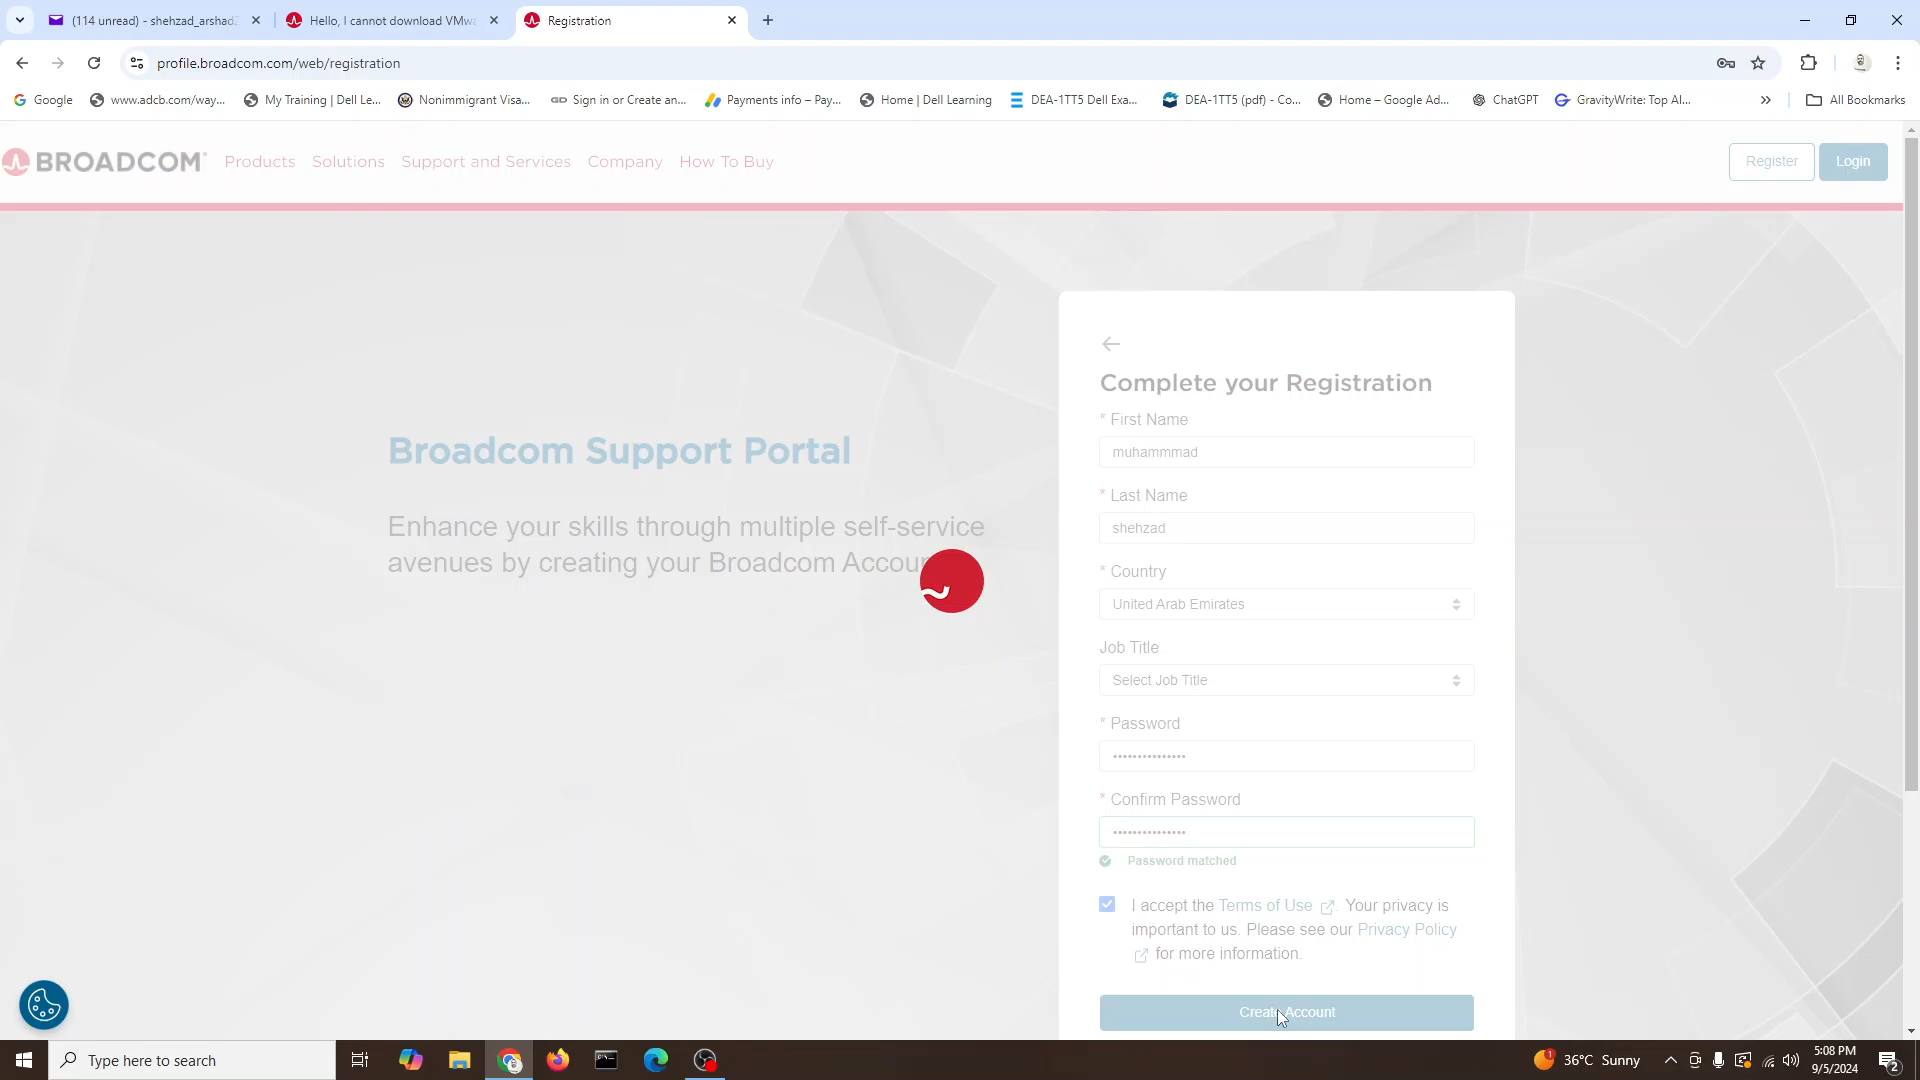 (114 unread) - shehzad_arshad
Hello, I cannot download VMwa
Registration
profile.broadcom.com/web/registration
Google
www.adcb.com/way...
My Training | Dell Le...
Nonimmigrant Visa...
Sign in or Create an...
Payments info – Pay...
Home | Dell Learning
DEA-1TT5 Dell Exa...
DEA-1TT5 (pdf) - Co...
Home – Google Ad...
ChatGPT
GravityWrite: Top AI...
»
All Bookmarks
BROADCOM
Products
Solutions
Support and Services
Company
How To Buy
Register
Login
Complete your Registration
* First Name
muhammmad
* Last Name
shehzad
* Country
United Arab Emirates
Job Title
Select Job Title
* Password
•••••••••••••••
* Confirm Password
•••••••••••••••
Password matched
I accept the Terms of Use . Your privacy is
important to us. Please see our Privacy Policy
for more information.
Create Account
Broadcom Support Portal
Enhance your skills through multiple self-service
avenues by creating your Broadcom Accoun
Type here to search
1
36°C Sunny
5:08 PM
9/5/2024
2